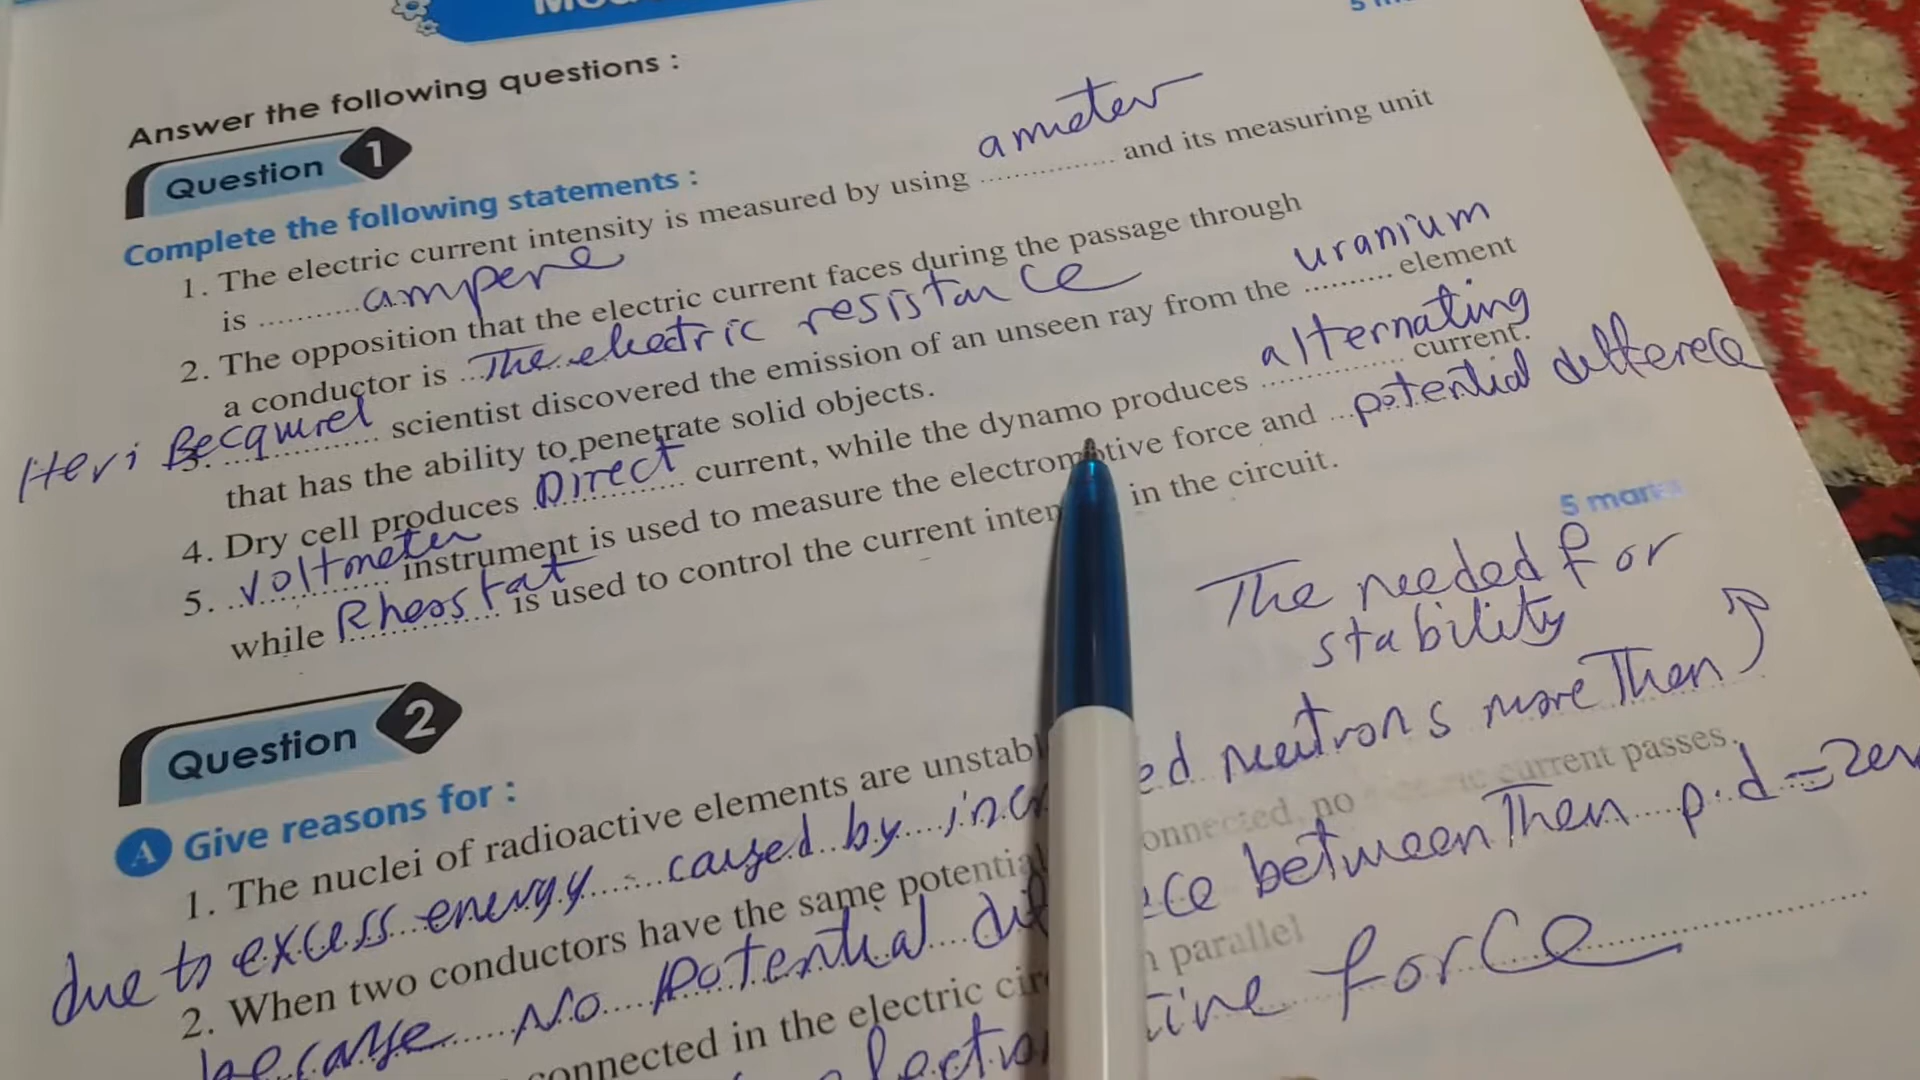 Answer the following questions :
Question 1
Complete the following statements :
1. The electric current intensity is measured by using ameter and its measuring unit
is ampere
2. The opposition that the electric current faces during the passage through
a conductor is The electric resistance
3. Heri Becqurel scientist discovered the emission of an unseen ray from the uranium element
that has the ability to penetrate solid objects.
4. Dry cell produces Direct current, while the dynamo produces alternating current.
5. voltmeter instrument is used to measure the electromotive force and potential
while Rheostat is used to control the current inten in the circuit.
5 mar
Question 2
A Give reasons for :
The needed for
stability
1. The nuclei of radioactive elements are unstabl
due to excess energy caused by incr ed neutrons more Then
2. When two conductors have the same potential onnected, no current passes.
because No potential dif ce between Then p.d = zer
connected in the electric cir parallel
electro tive force